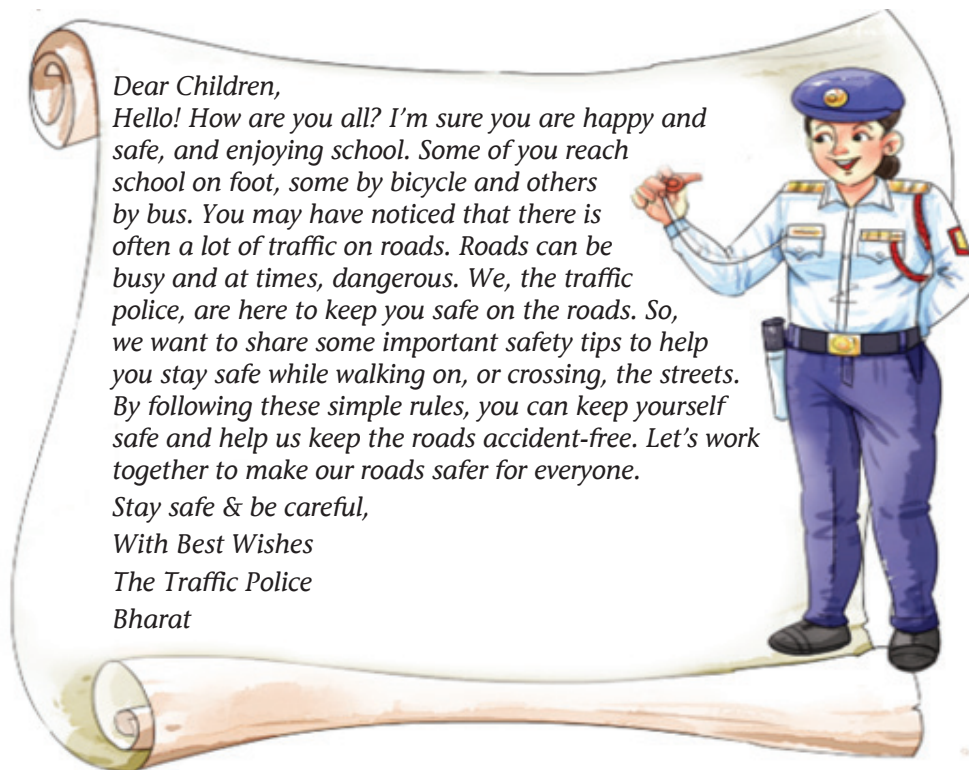 Dear Children,
Hello! How are you all? I'm sure you are happy and
safe, and enjoying school. Some of you reach
school on foot, some by bicycle and others
by bus. You may have noticed that there is
often a lot of traffic on roads. Roads can be
busy and at times, dangerous. We, the traffic
police, are here to keep you safe on the roads. So,
we want to share some important safety tips to help
you stay safe while walking on, or crossing, the streets.
By following these simple rules, you can keep yourself
safe and help us keep the roads accident-free. Let's work
together to make our roads safer for everyone.
Stay safe & be careful,
With Best Wishes
The Traffic Police
Bharat